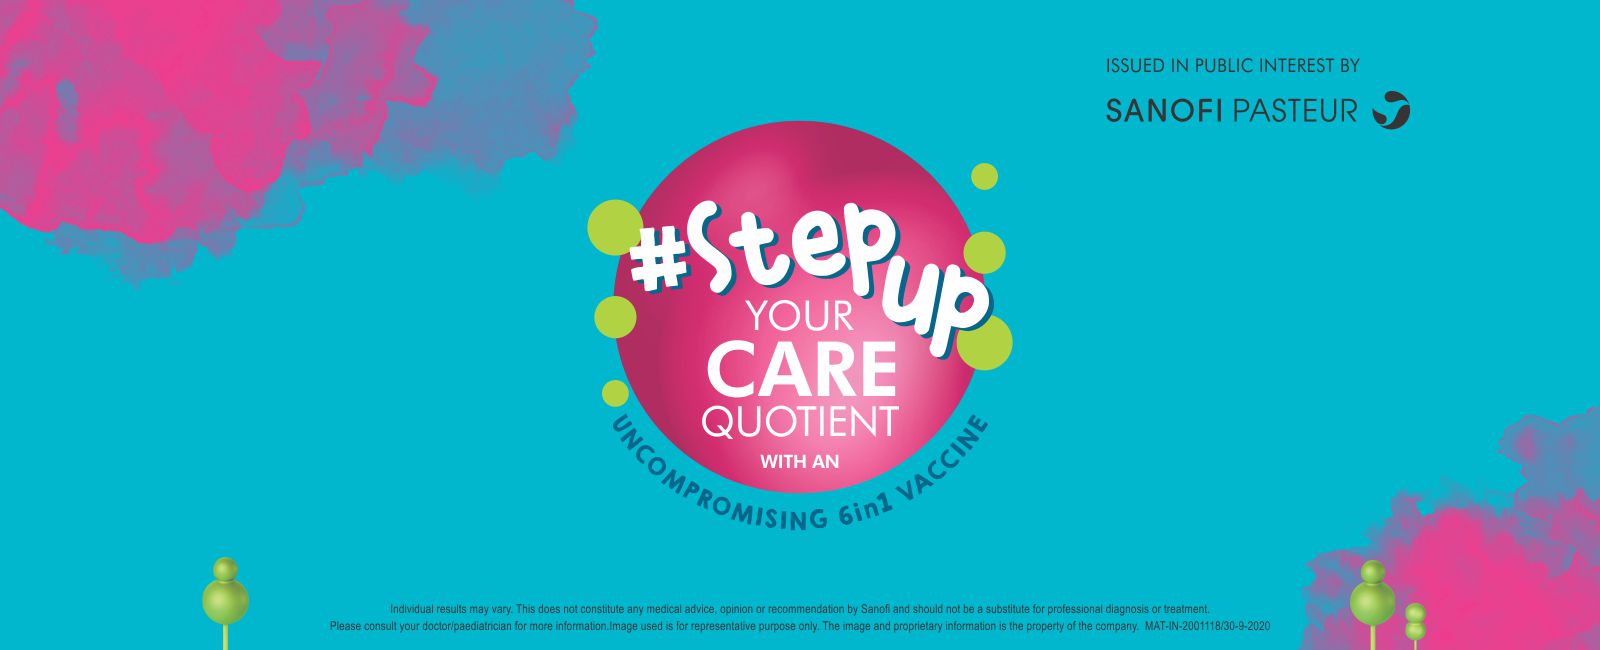 ISSUED IN PUBLIC INTEREST BY
SANOFI PASTEUR
#Step up
YOUR
CARE
QUOTIENT
WITH AN
UNCOMPROMISING 6in1 VACCINE
Individual results may vary. This does not constitute any medical advice, opinion or recommendation by Sanofi and should not be a substitute for professional diagnosis or treatment.
Please consult your doctor/paediatrician for more information.Image used is for representative purpose only. The image and proprietary information is the property of the company. MAT-IN-2001118/30-9-2020